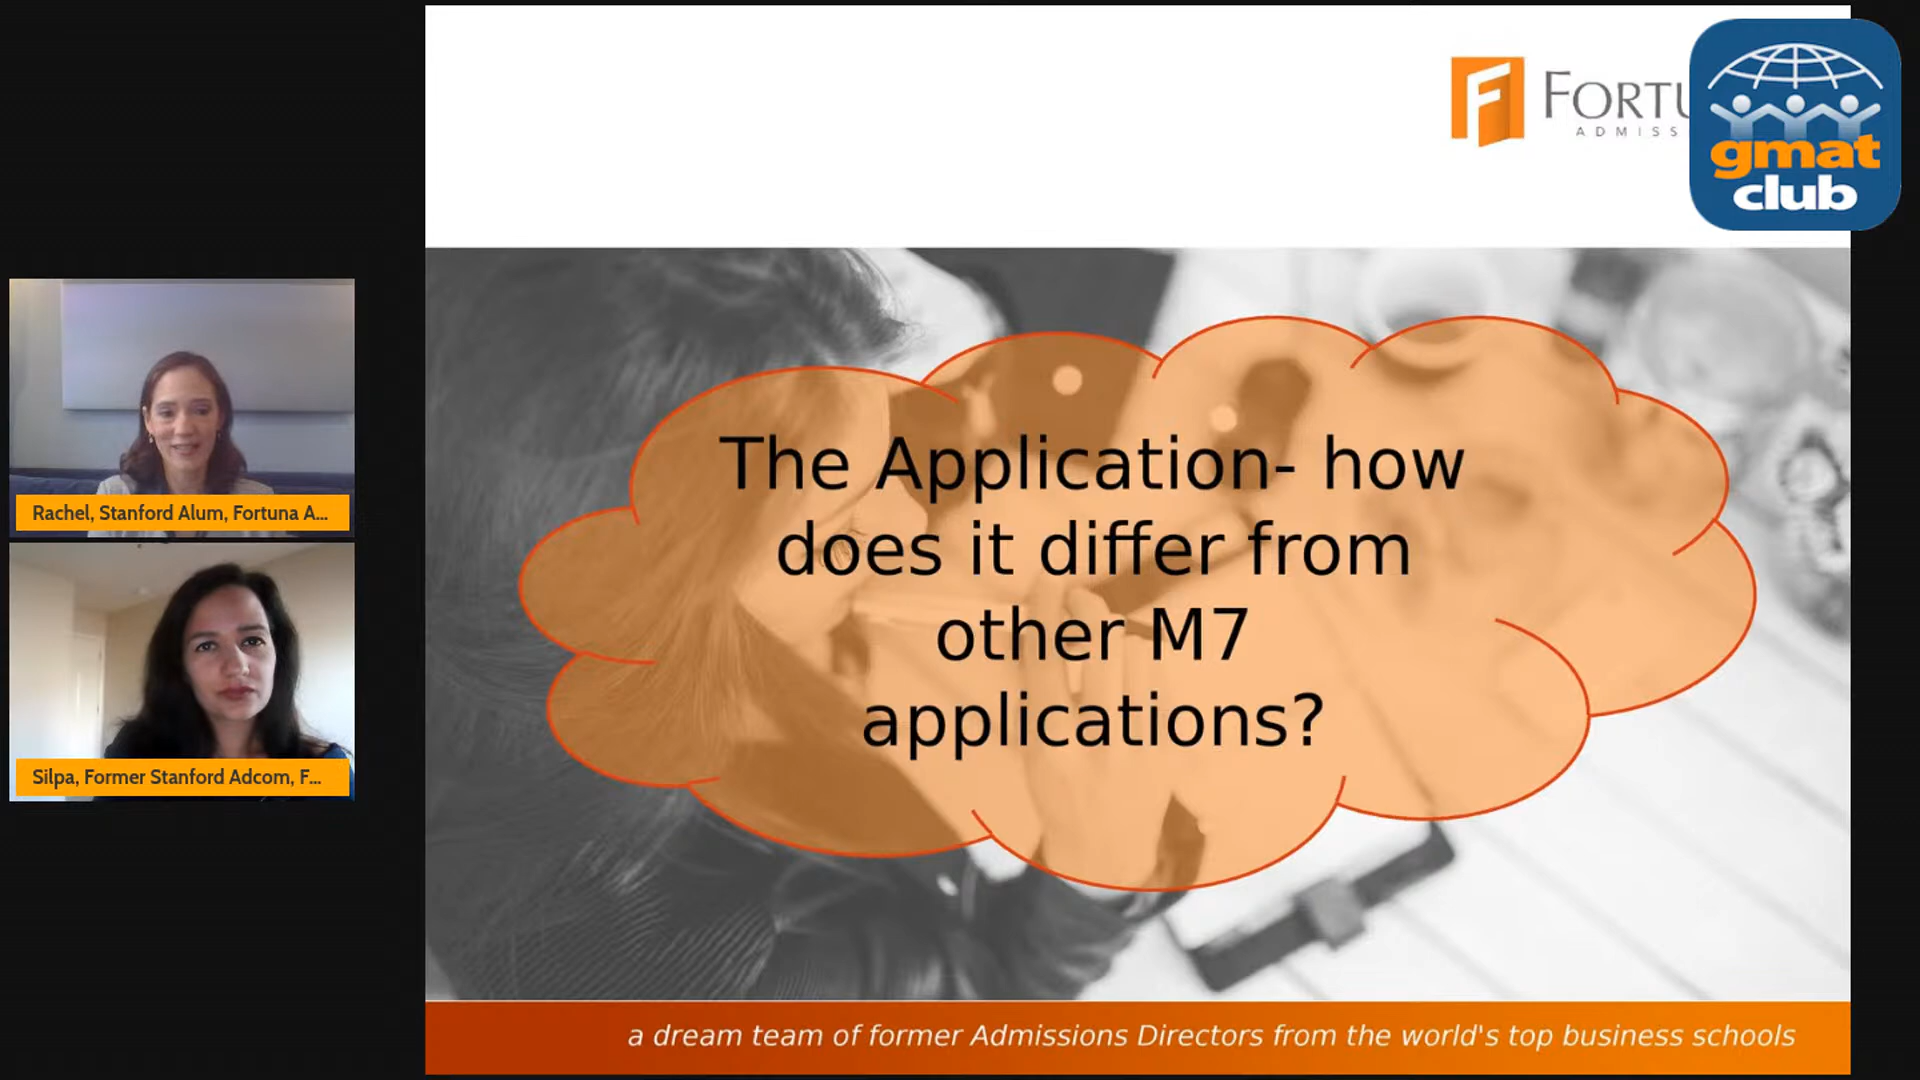 FORTU
ADMISS
gmat
club
The Application- how
does it differ from
other M7
applications?
Rachel, Stanford Alum, Fortuna A...
Silpa, Former Stanford Adcom, F...
a dream team of former Admissions Directors from the world's top business schools